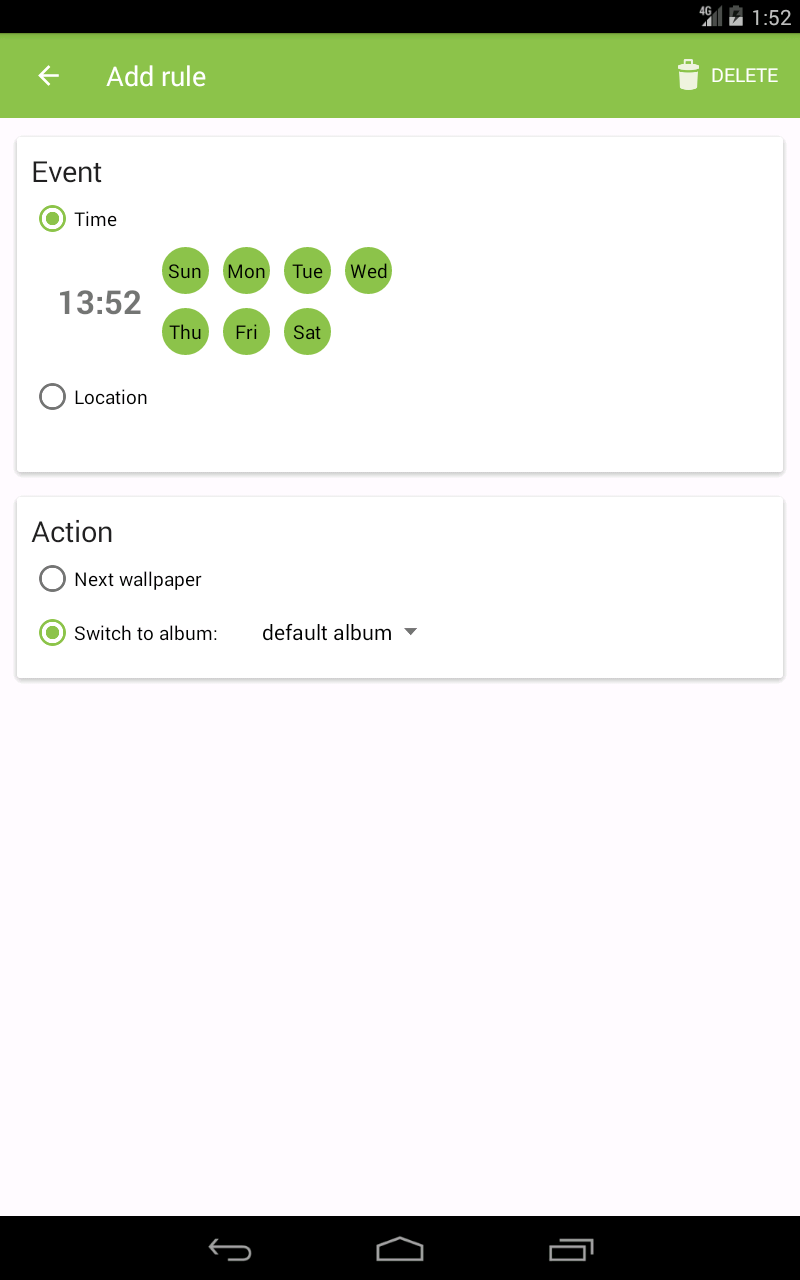 4G 1:52
Add rule DELETE
Event
Time
Sun Mon Tue Wed
13:52
Thu Fri Sat
Location
Action
Next wallpaper
Switch to album: default album